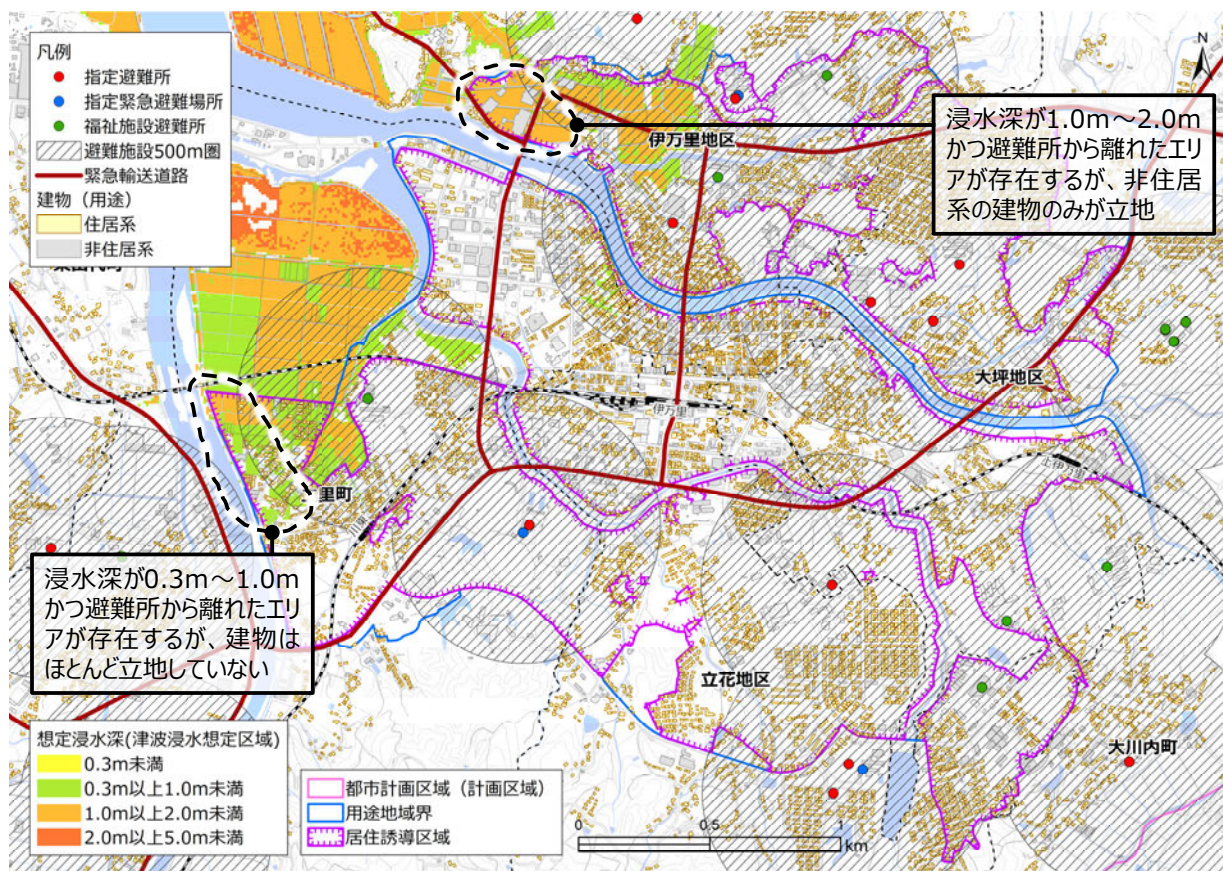 凡例
指定避難所
指定緊急避難場所
福祉施設避難所
避難施設500m圏
緊急輸送道路
建物（用途）
住居系
非住居系
N
浸水深が1.0m～2.0m
かつ避難所から離れたエリ
アが存在するが、非住居
系の建物のみが立地
伊万里地区
大坪地区
伊万里
上伊万里
里町
浸水深が0.3m～1.0m
かつ避難所から離れたエリ
アが存在するが、建物は
ほとんど立地していない
立花地区
大川内町
想定浸水深(津波浸水想定区域)
0.3m未満
0.3m以上1.0m未満
1.0m以上2.0m未満
2.0m以上5.0m未満
都市計画区域（計画区域）
用途地域界
居住誘導区域
0
0.5
1
km